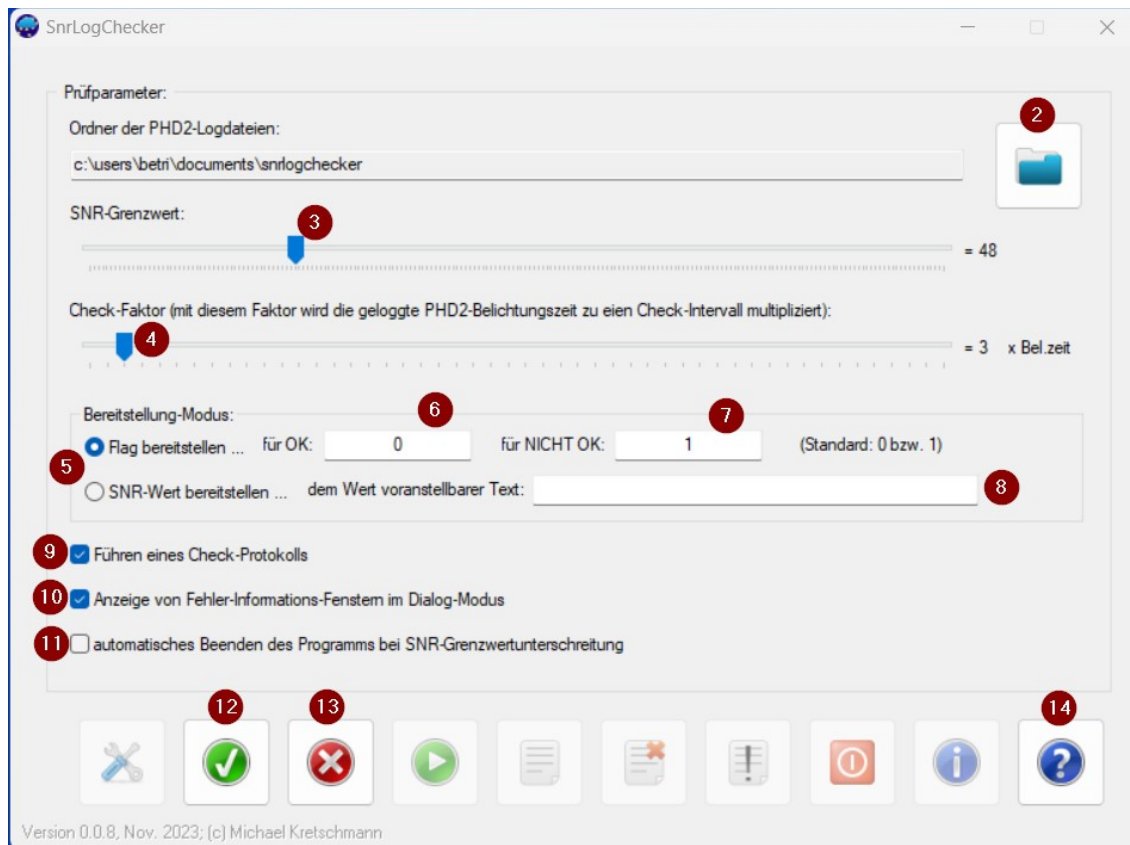 SnrLogChecker
Prüfparameter:
2
Ordner der PHD2-Logdateien:
c:\users\betri\documents\snrlogchecker
SNR-Grenzwert:
3
= 48
Check-Faktor (mit diesem Faktor wird die geloggte PHD2-Belichtungszeit zu eien Check-Intervall multipliziert):
4
= 3 x Bel.zeit
6
7
Bereitstellung-Modus:
Flag bereitstellen ... für OK: 0 für NICHT OK: 1 (Standard: 0 bzw. 1)
5
SNR-Wert bereitstellen ... dem Wert voranstellbarer Text: 8
9 Führen eines Check-Protokolls
10 Anzeige von Fehler-Informations-Fenstern im Dialog-Modus
11 automatisches Beenden des Programms bei SNR-Grenzwertunterschreitung
12 13 14
Version 0.0.8, Nov. 2023; (c) Michael Kretschmann